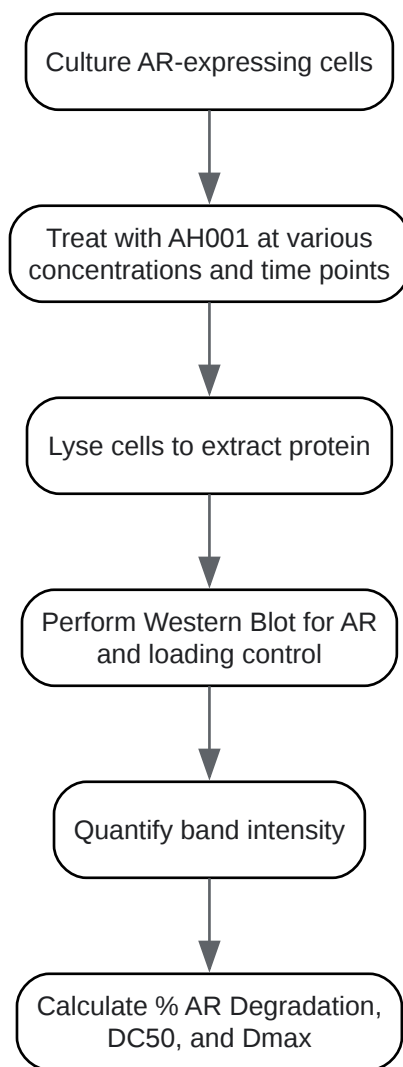 Culture AR-expressing cells
Treat with AH001 at various
concentrations and time points
Lyse cells to extract protein
Perform Western Blot for AR
and loading control
Quantify band intensity
Calculate % AR Degradation,
DC50, and Dmax